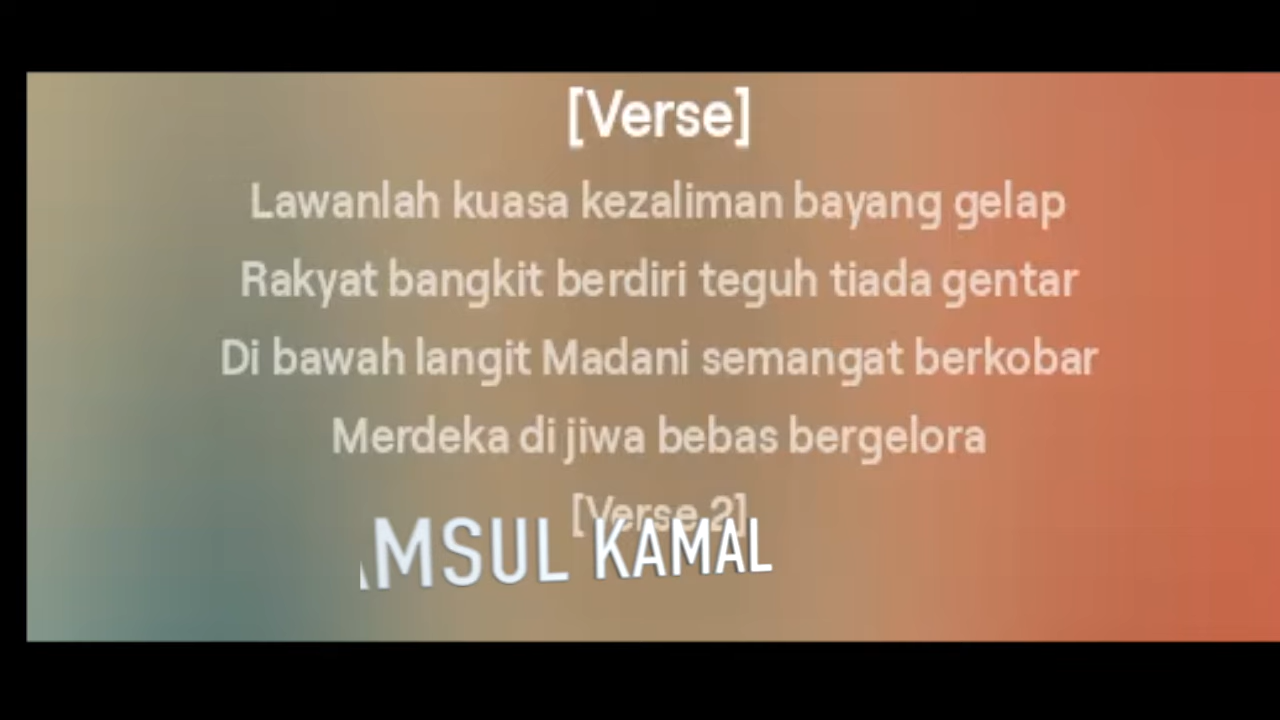 [Verse]
Lawanlah kuasa kezaliman bayang gelap
Rakyat bangkit berdiri teguh tiada gentar
Di bawah langit Madani semangat berkobar
Merdeka di jiwa bebas bergelora
[Verse 2]
AMSUL KAMAL